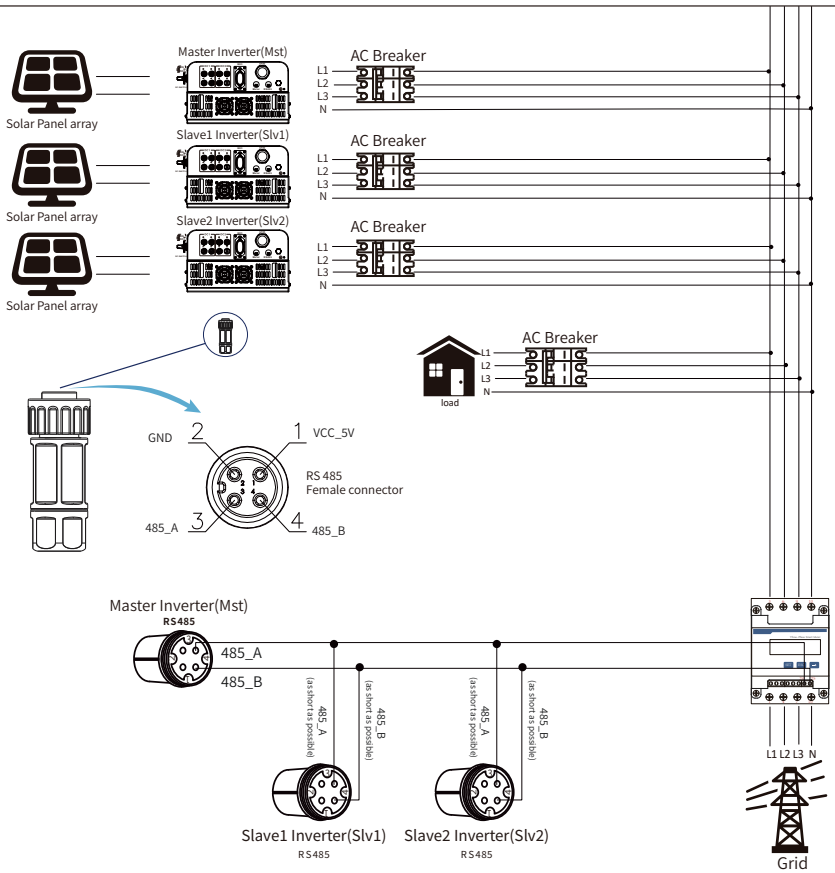 Master Inverter(Mst)
AC Breaker
L1
L2
L3
N
Solar Panel array
Slave1 Inverter(Slv1)
AC Breaker
L1
L2
L3
N
Solar Panel array
Slave2 Inverter(Slv2)
AC Breaker
L1
L2
L3
N
Solar Panel array
AC Breaker
L1
L2
L3
N
load
GND
2
1
VCC_5V
2
1
3
4
RS 485
Female connector
485_A
3
4
485_B
Master Inverter(Mst)
RS485
485_A
485_B
485_A
(as short as possible)
485_B
(as short as possible)
485_A
(as short as possible)
485_B
(as short as possible)
L1 L2 L3 N
Slave1 Inverter(Slv1)
RS485
Slave2 Inverter(Slv2)
RS485
Grid